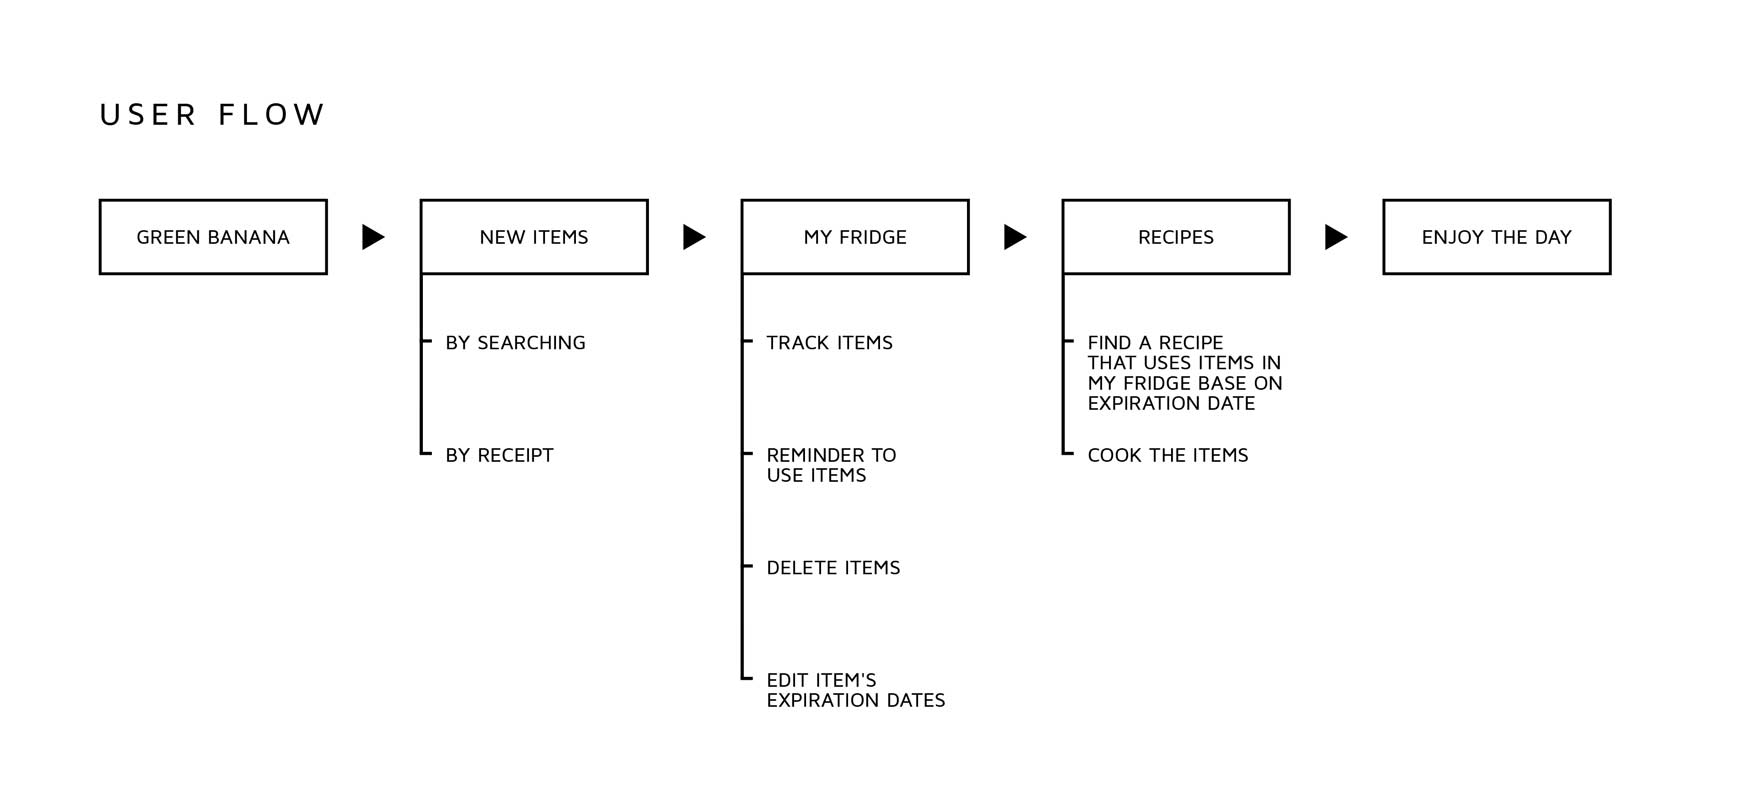 USER FLOW
GREEN BANANA
NEW ITEMS
MY FRIDGE
RECIPES
ENJOY THE DAY
BY SEARCHING
BY RECEIPT
TRACK ITEMS
REMINDER TO
USE ITEMS
DELETE ITEMS
EDIT ITEM'S
EXPIRATION DATES
FIND A RECIPE
THAT USES ITEMS IN
MY FRIDGE BASE ON
EXPIRATION DATE
COOK THE ITEMS